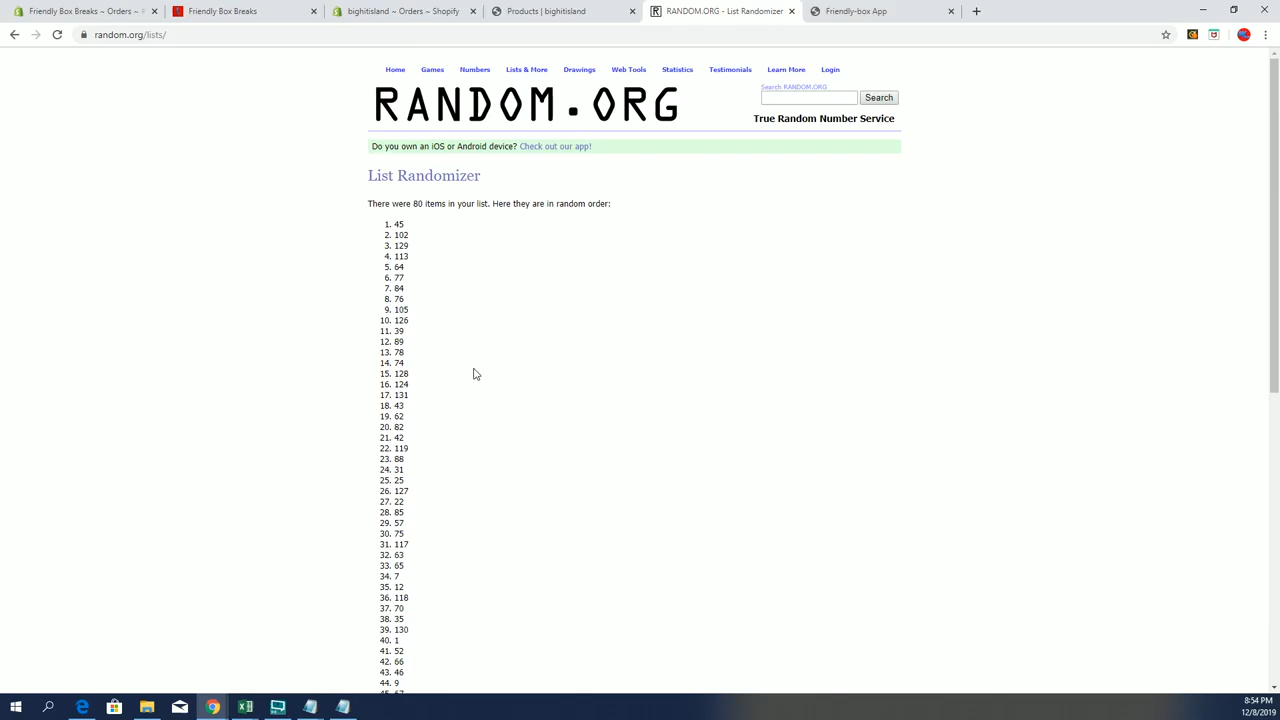 Friendly Box Breaks ~ Orders ~
Friendly Box Breaks
bightisland ~ Orders ~ Shopify
Products | bightisland
RANDOM.ORG - List Randomizer
Friendly-box App
random.org/lists/
Home Games Numbers Lists & More Drawings Web Tools Statistics Testimonials Learn More Login
RANDOM.ORG
Search RANDOM.ORG
Search
True Random Number Service
Do you own an iOS or Android device? Check out our app!
List Randomizer
There were 80 items in your list. Here they are in random order:
1. 45
2. 102
3. 129
4. 113
5. 64
6. 77
7. 84
8. 76
9. 105
10. 126
11. 39
12. 89
13. 78
14. 74
15. 128
16. 124
17. 131
18. 43
19. 62
20. 82
21. 42
22. 119
23. 88
24. 31
25. 25
26. 127
27. 22
28. 85
29. 57
30. 75
31. 117
32. 63
33. 65
34. 7
35. 12
36. 118
37. 70
38. 35
39. 130
40. 1
41. 52
42. 66
43. 46
44. 9
8:54 PM
12/8/2019